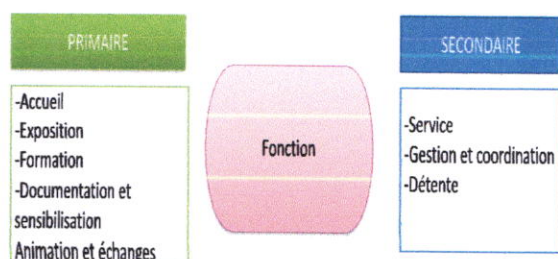 PRIMAIRE
-Accueil
-Exposition
-Formation
-Documentation et
sensibilisation
Animation et échanges
Fonction
SECONDAIRE
-Service
-Gestion et coordination
-Détente